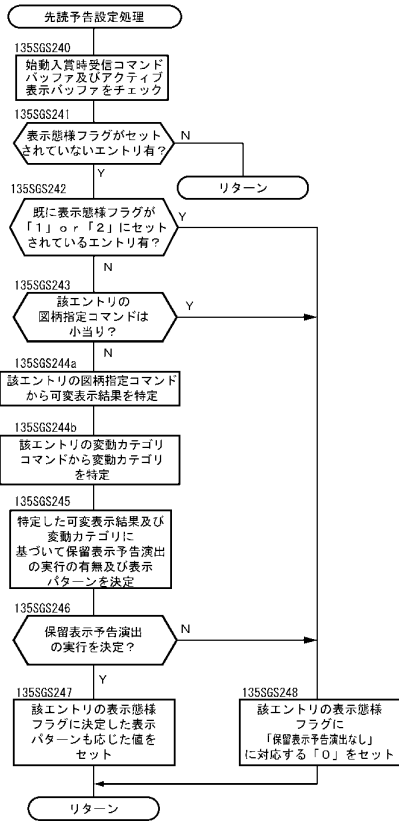 先読予告設定処理
135SGS240
始動入賞時受信コマンド
バッファ及びアクティブ
表示バッファをチェック
135SGS241
表示態様フラグがセット
されていないエントリ有？
N
リターン
Y
135SGS242
既に表示態様フラグが
「1」or「2」にセット
されているエントリ有？
Y
N
135SGS243
該エントリの
図柄指定コマンドは
小当り？
Y
N
135SGS244a
該エントリの図柄指定コマンド
から可変表示結果を特定
135SGS244b
該エントリの変動カテゴリ
コマンドから変動カテゴリ
を特定
135SGS245
特定した可変表示結果及び
変動カテゴリに
基づいて保留表示予告演出
の実行の有無及び表示
パターンを決定
135SGS246
保留表示予告演出
の実行を決定？
N
Y
135SGS247
該エントリの表示態様
フラグに決定した表示
パターンも応じた値を
セット
135SGS248
該エントリの表示態様
フラグに
「保留表示予告演出なし」
に対応する「0」をセット
リターン